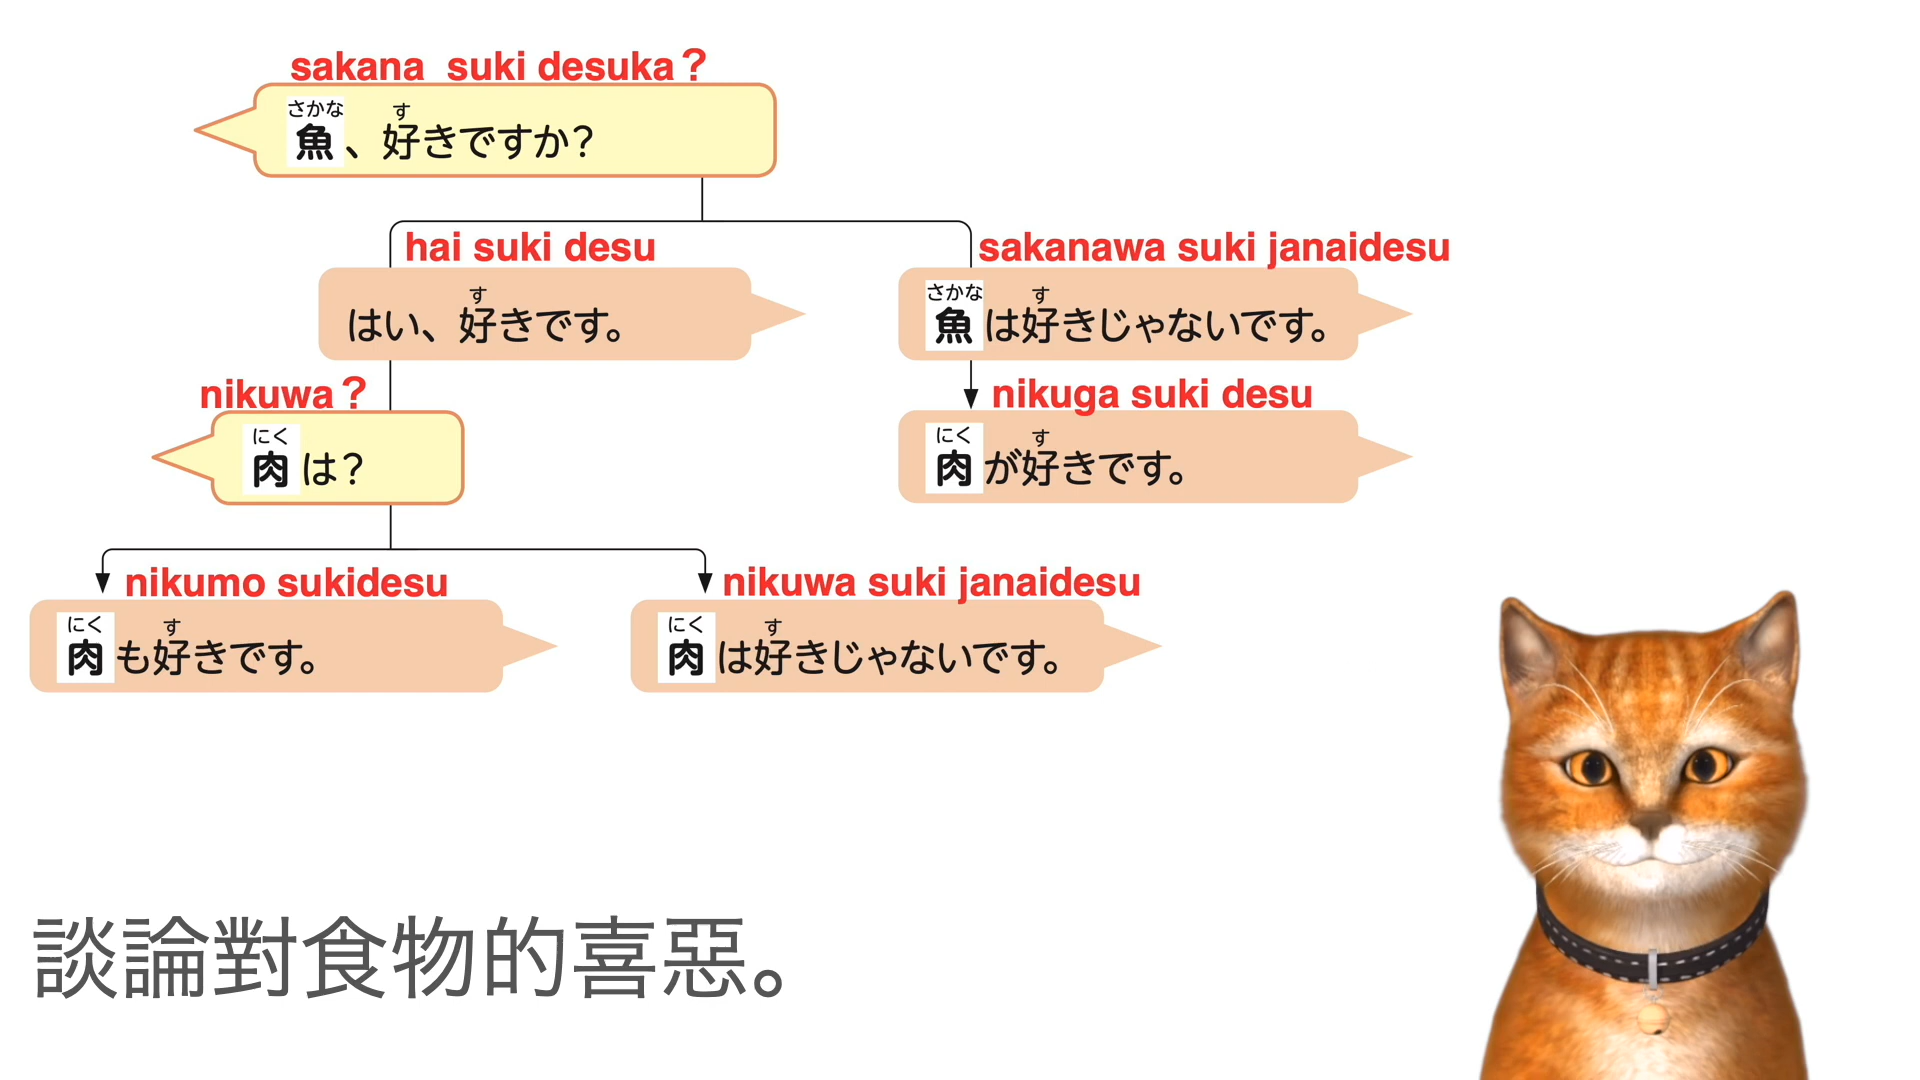 sakana suki desuka？
さかな す
魚、好きですか？
hai suki desu
す
はい、好きです。
sakanawa suki janaidesu
さかな す
魚は好きじゃないです。
nikuwa？
にく
肉は？
nikuga suki desu
にく す
肉が好きです。
nikumo sukidesu
にく す
肉も好きです。
nikuwa suki janaidesu
にく す
肉は好きじゃないです。
談論對食物的喜惡。